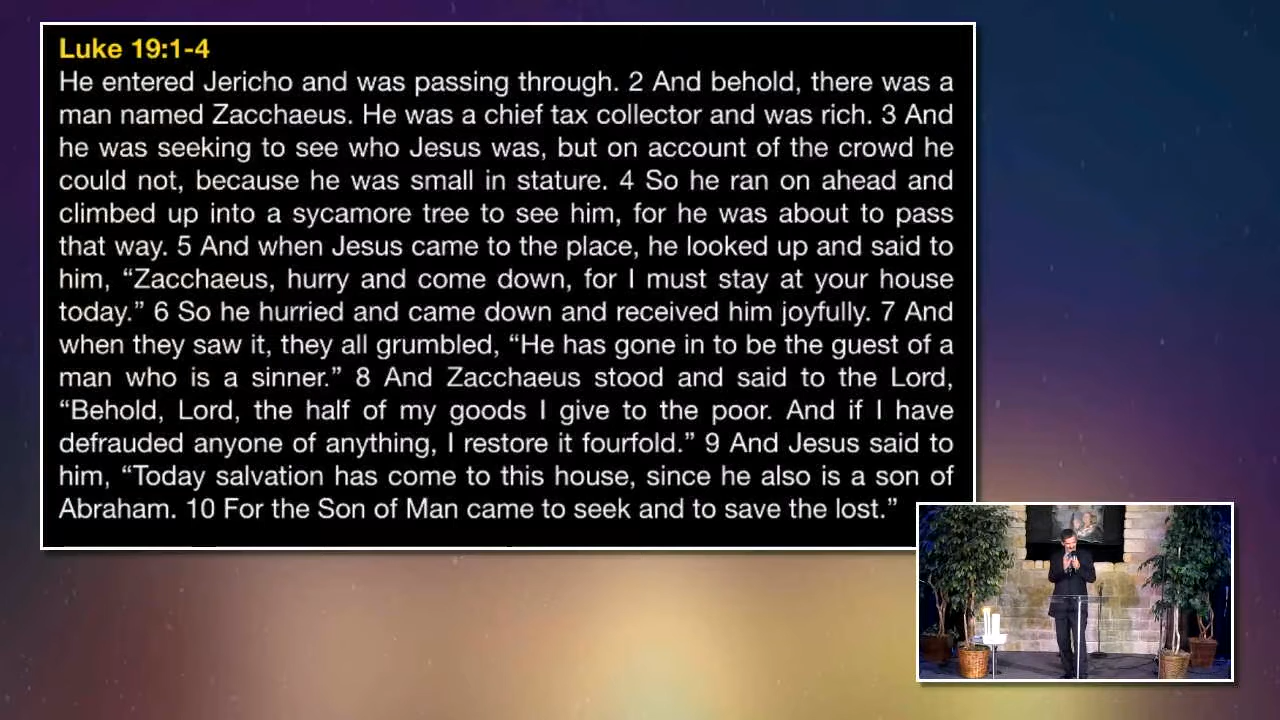 Luke 19:1-4
He entered Jericho and was passing through. 2 And behold, there was a
man named Zacchaeus. He was a chief tax collector and was rich. 3 And
he was seeking to see who Jesus was, but on account of the crowd he
could not, because he was small in stature. 4 So he ran on ahead and
climbed up into a sycamore tree to see him, for he was about to pass
that way. 5 And when Jesus came to the place, he looked up and said to
him, “Zacchaeus, hurry and come down, for I must stay at your house
today.” 6 So he hurried and came down and received him joyfully. 7 And
when they saw it, they all grumbled, “He has gone in to be the guest of a
man who is a sinner.” 8 And Zacchaeus stood and said to the Lord,
“Behold, Lord, the half of my goods I give to the poor. And if I have
defrauded anyone of anything, I restore it fourfold.” 9 And Jesus said to
him, “Today salvation has come to this house, since he also is a son of
Abraham. 10 For the Son of Man came to seek and to save the lost.”